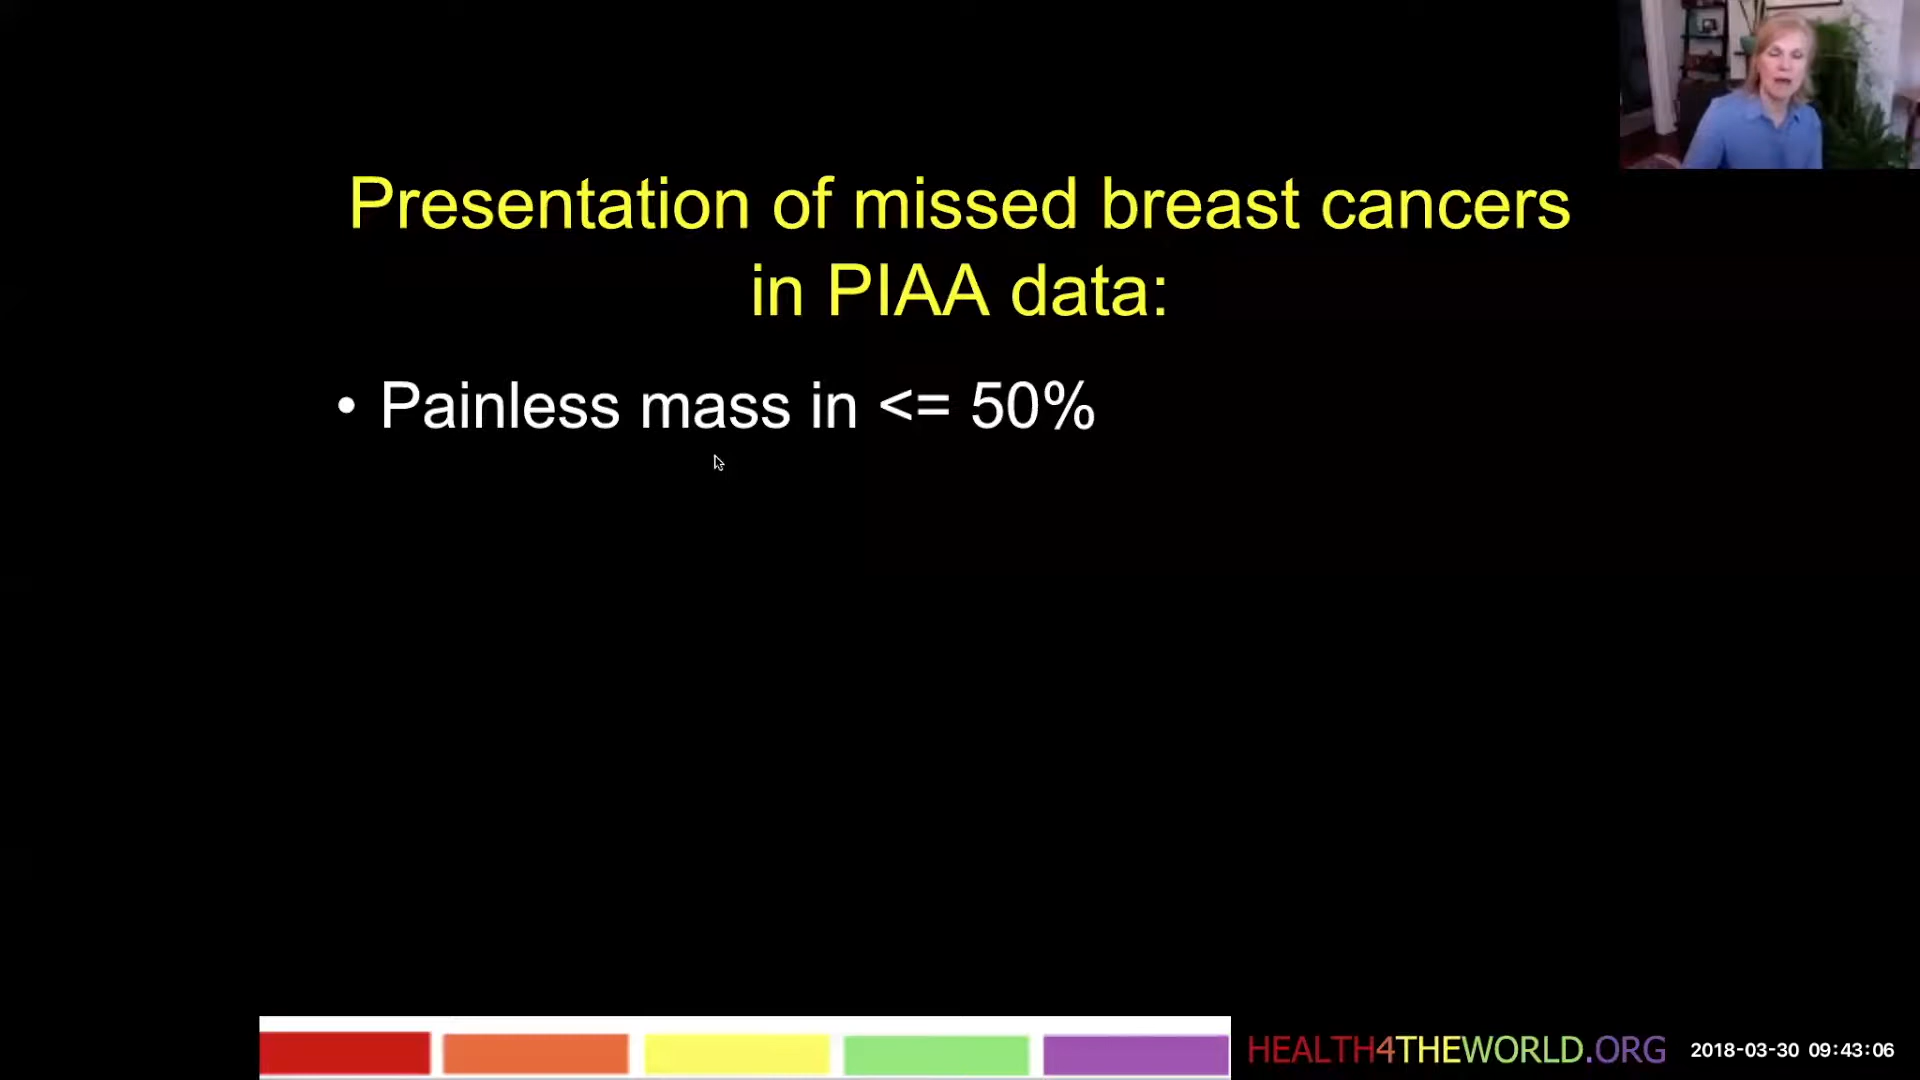 Presentation of missed breast cancers
in PIAA data:
• Painless mass in <= 50%
HEALTH4THEWORLD.ORG
2018-03-30 09:43:06